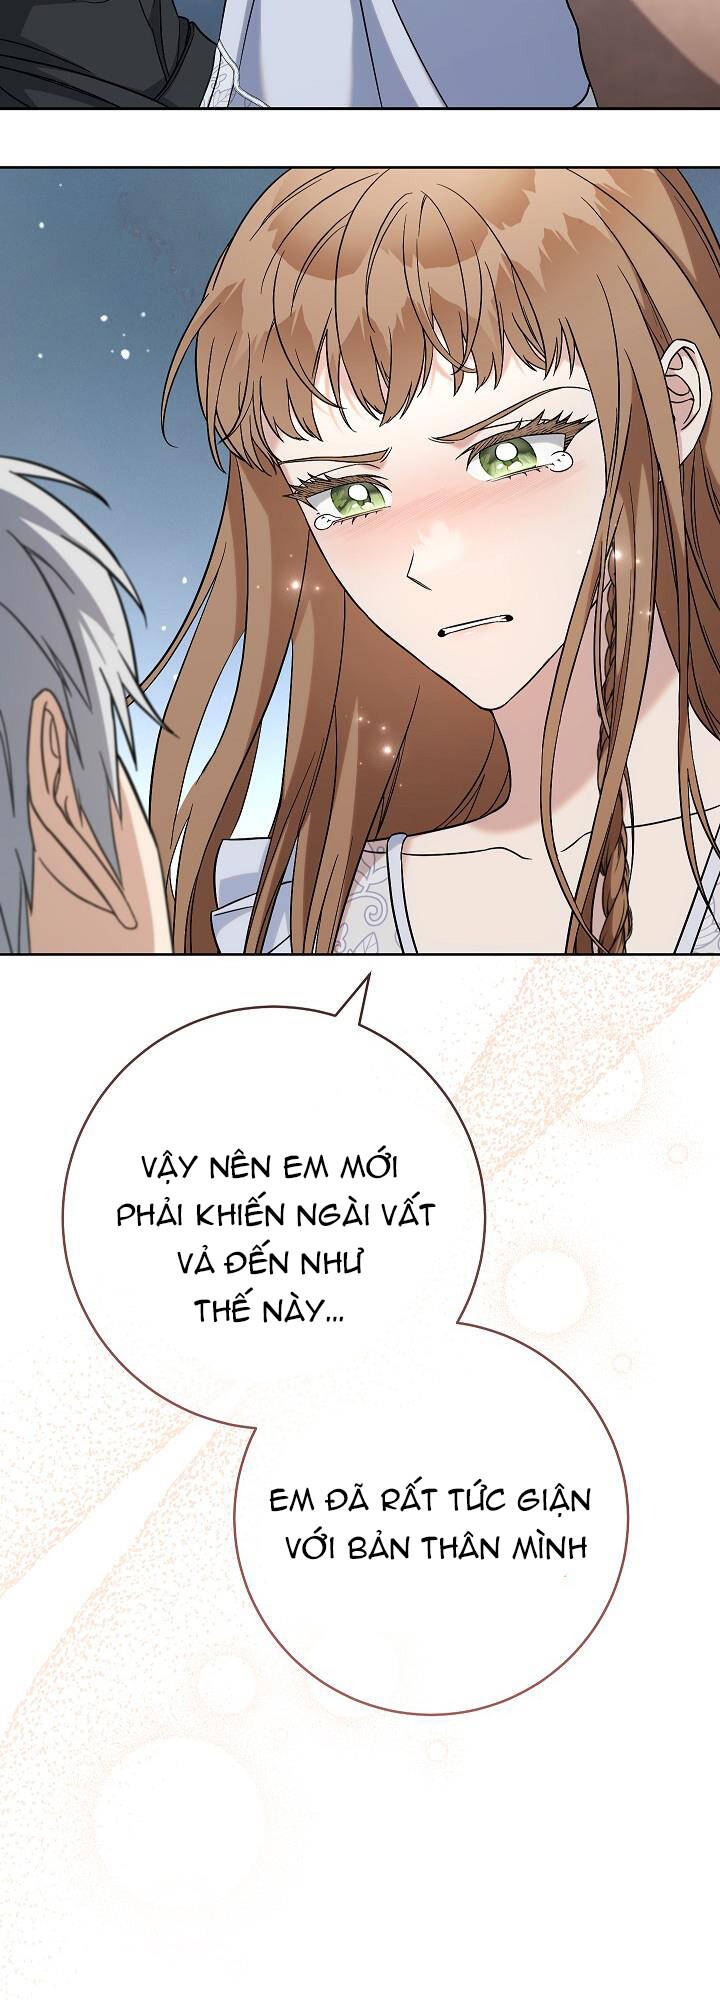 VẬY NÊN EM MỚI
PHẢI KHIẾN NGÀI VẤT
VẢ ĐẾN NHƯ
THẾ NÀY...
EM ĐÃ RẤT TỨC GIẬN
VỚI BẢN THÂN MÌNH